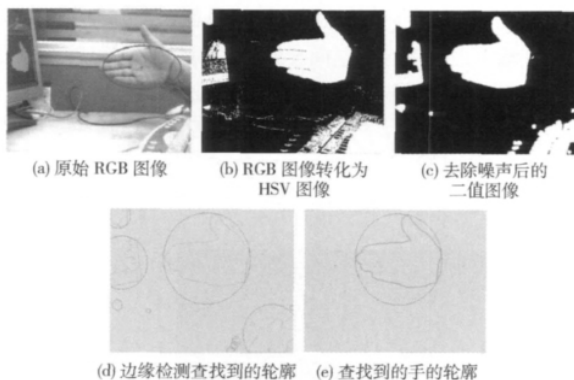 (a) 原始 RGB 图像
(b) RGB 图像转化为
HSV 图像
(c) 去除噪声后的
二值图像
(d) 边缘检测查找到的轮廓
(e) 查找到的手的轮廓